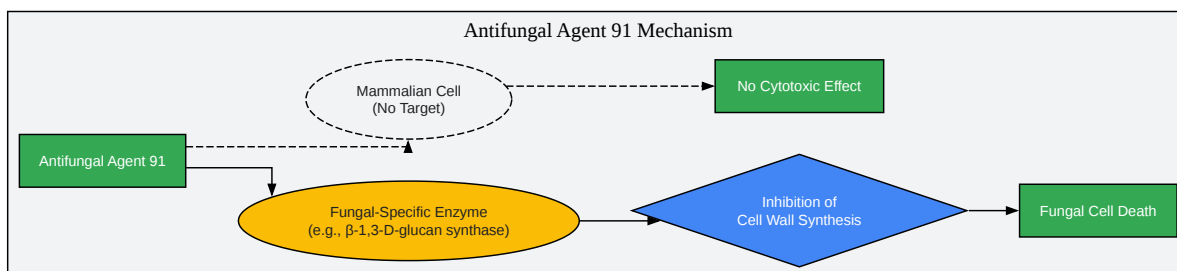 Antifungal Agent 91 Mechanism
Mammalian Cell
(No Target)
No Cytotoxic Effect
Antifungal Agent 91
Fungal-Specific Enzyme
(e.g., β-1,3-D-glucan synthase)
Inhibition of
Cell Wall Synthesis
Fungal Cell Death